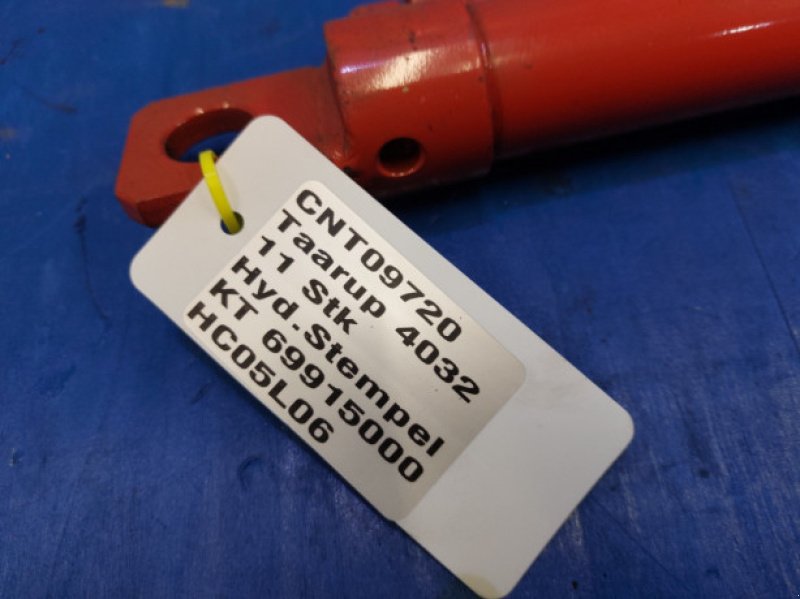 CNT09720
Taarup 4032
11 Stk
Hyd.Stempel
KT 69915000
HC05L06